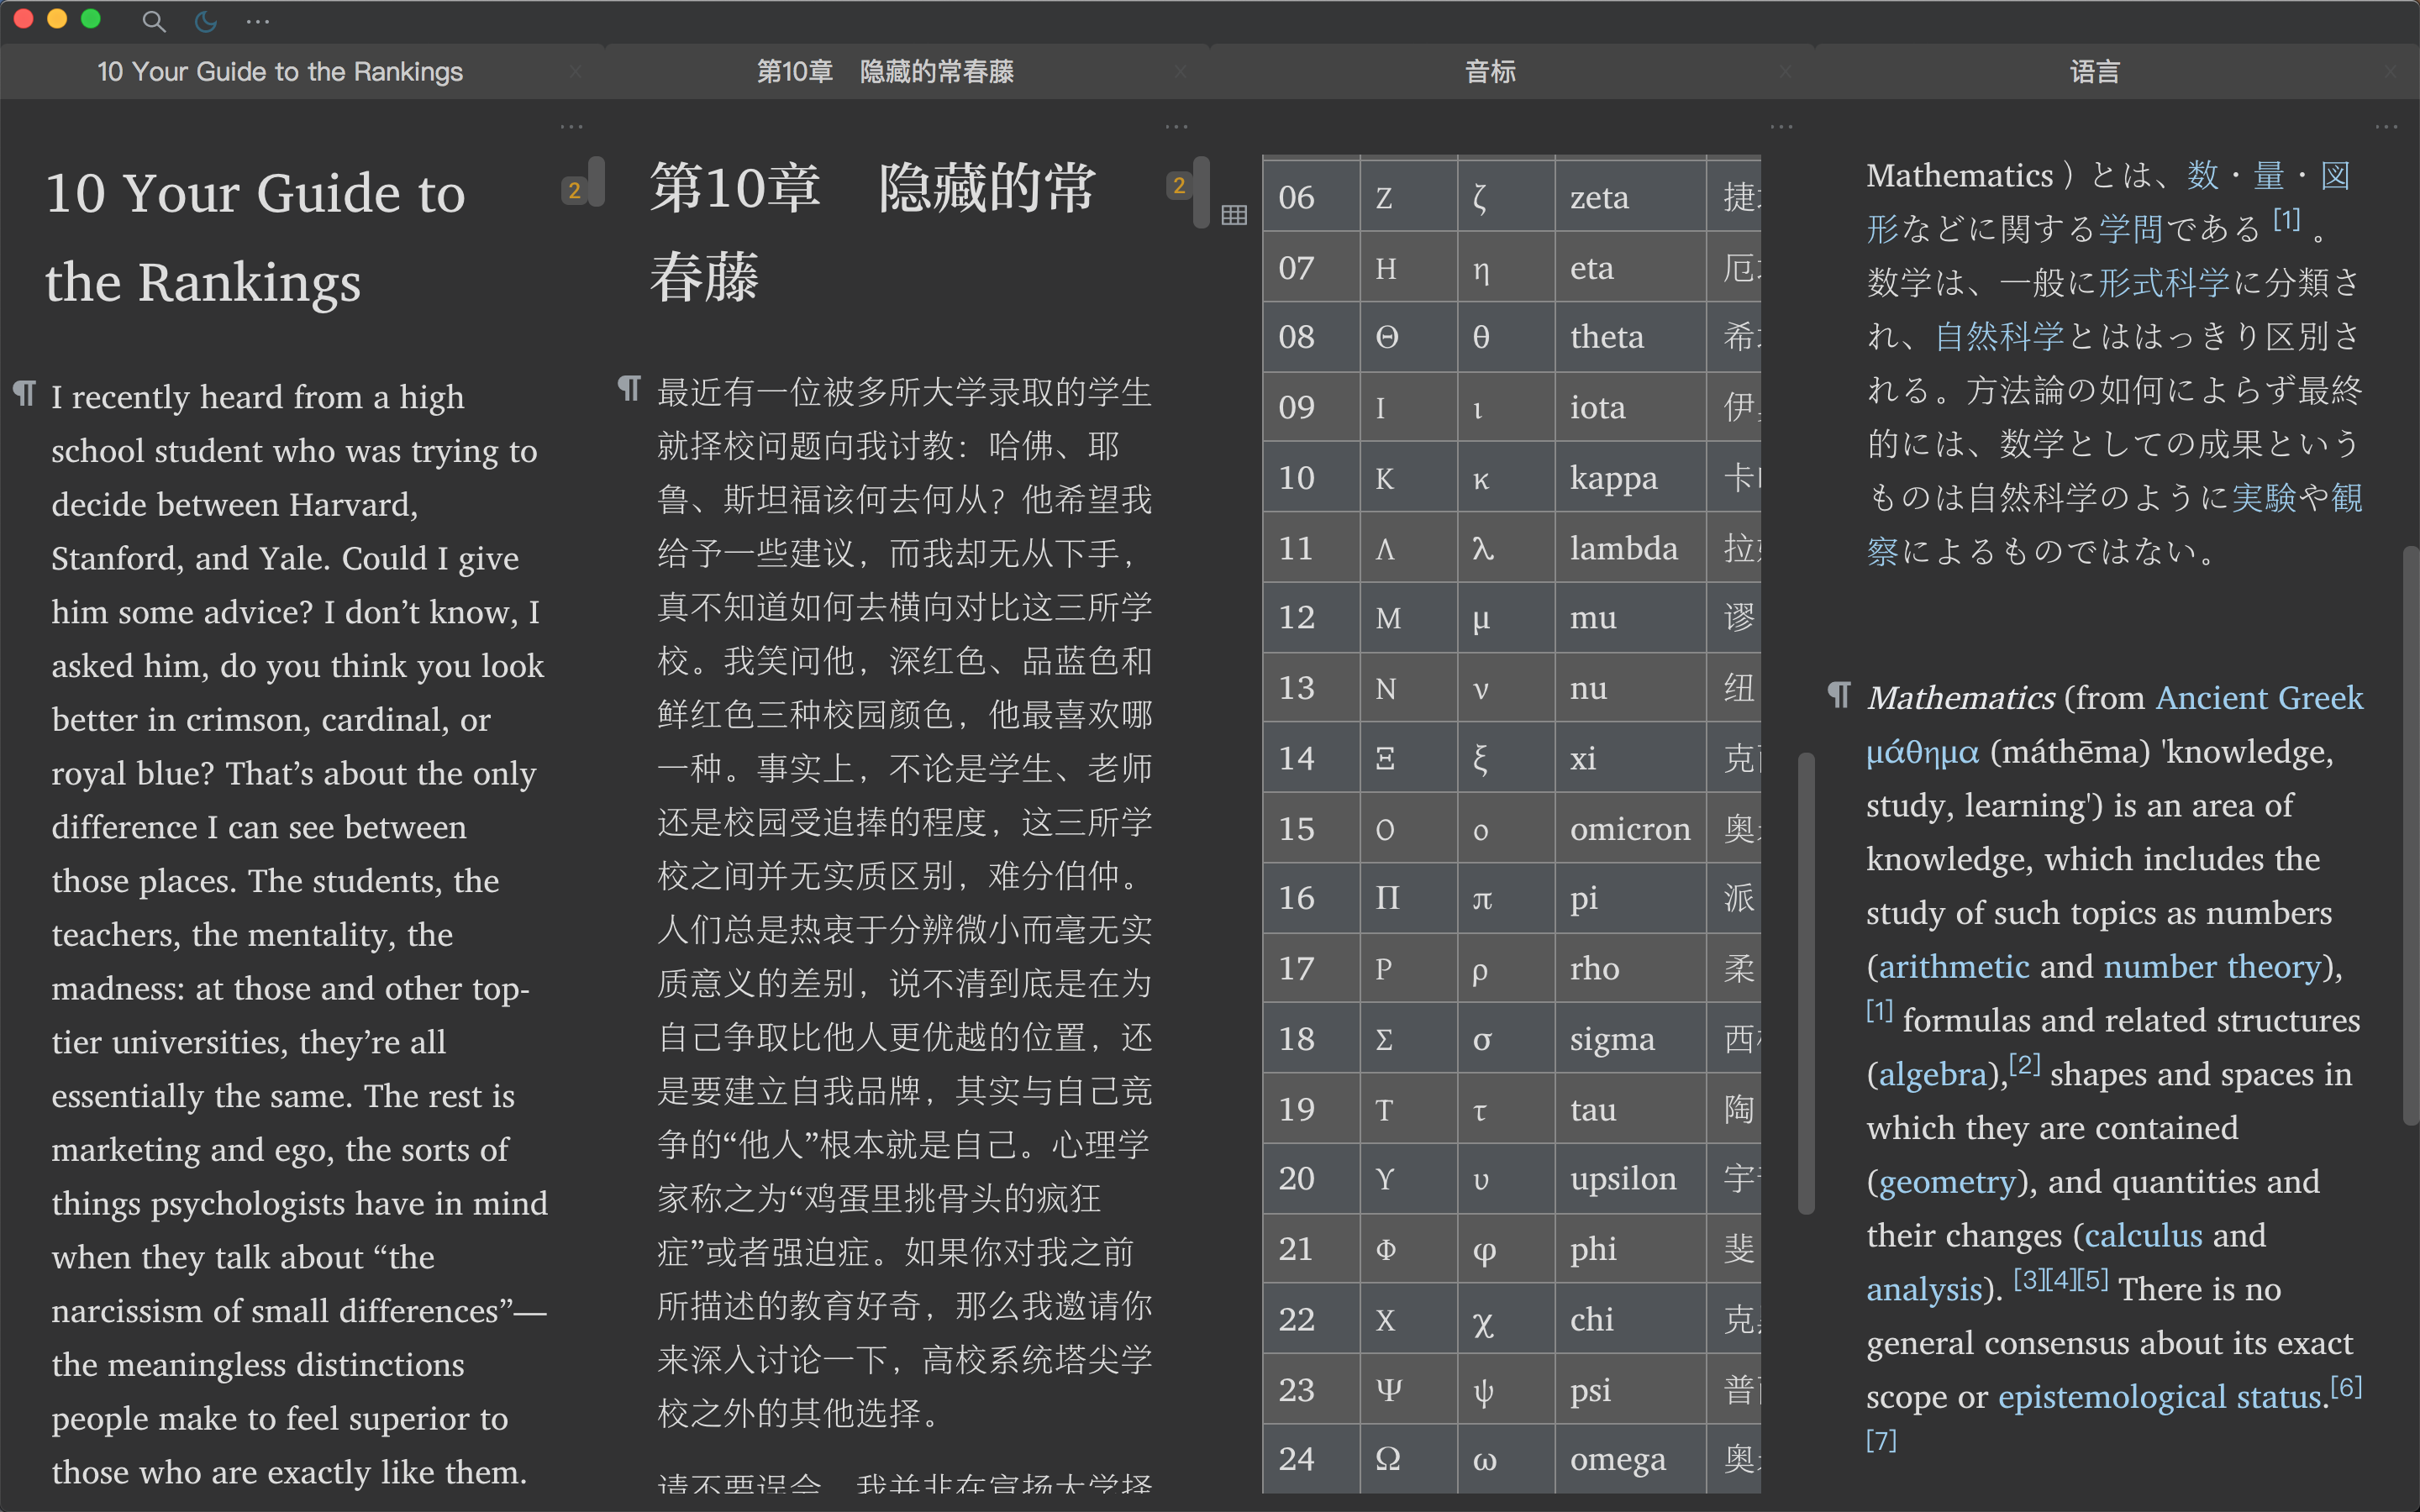 10 Your Guide to the Rankings
第10章　隐藏的常春藤
音标
语言
10 Your Guide to
the Rankings
2
I recently heard from a high
school student who was trying to
decide between Harvard,
Stanford, and Yale. Could I give
him some advice? I don’t know, I
asked him, do you think you look
better in crimson, cardinal, or
royal blue? That’s about the only
difference I can see between
those places. The students, the
teachers, the mentality, the
madness: at those and other top-
tier universities, they’re all
essentially the same. The rest is
marketing and ego, the sorts of
things psychologists have in mind
when they talk about “the
narcissism of small differences”—
the meaningless distinctions
people make to feel superior to
those who are exactly like them.
第10章　隐藏的常
春藤
2
最近有一位被多所大学录取的学生
就择校问题向我讨教：哈佛、耶
鲁、斯坦福该何去何从？他希望我
给予一些建议，而我却无从下手，
真不知道如何去横向对比这三所学
校。我笑问他，深红色、品蓝色和
鲜红色三种校园颜色，他最喜欢哪
一种。事实上，不论是学生、老师
还是校园受追捧的程度，这三所学
校之间并无实质区别，难分伯仲。
人们总是热衷于分辨微小而毫无实
质意义的差别，说不清到底是在为
自己争取比他人更优越的位置，还
是要建立自我品牌，其实与自己竞
争的“他人”根本就是自己。心理学
家称之为“鸡蛋里挑骨头的疯狂
症”或者强迫症。如果你对我之前
所描述的教育好奇，那么我邀请你
来深入讨论一下，高校系统塔尖学
校之外的其他选择。
请不要误会，我并非在宣扬大学择
06 Ζ ζ zeta 捷
07 Η η eta 厄
08 Θ θ theta 希
09 Ι ι iota 伊
10 Κ κ kappa 卡
11 Λ λ lambda 拉
12 Μ μ mu 谬
13 Ν ν nu 纽
14 Ξ ξ xi 克
15 Ο ο omicron 奥
16 Π π pi 派
17 Ρ ρ rho 柔
18 Σ σ sigma 西
19 Τ τ tau 陶
20 Υ υ upsilon 宇
21 Φ φ phi 斐
22 Χ χ chi 克
23 Ψ ψ psi 普
24 Ω ω omega 奥
Mathematics ）とは、数・量・図
形などに関する学問である [1] 。
数学は、一般に形式科学に分類さ
れ、自然科学とははっきり区別さ
れる。方法論の如何によらず最終
的には、数学としての成果という
ものは自然科学のように実験や観
察によるものではない。
Mathematics (from Ancient Greek
μάθημα (máthēma) 'knowledge,
study, learning') is an area of
knowledge, which includes the
study of such topics as numbers
(arithmetic and number theory),
[1] formulas and related structures
(algebra),[2] shapes and spaces in
which they are contained
(geometry), and quantities and
their changes (calculus and
analysis). [3][4][5] There is no
general consensus about its exact
scope or epistemological status.[6]
[7]